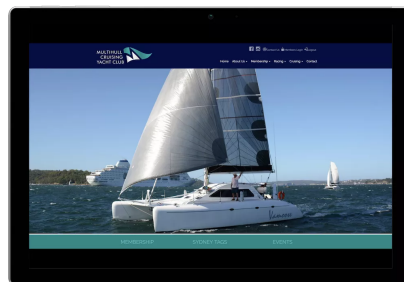 MULTIHULL
CRUISING
YACHT CLUB
Home About Us Membership Racing Cruising Contact
MEMBERSHIP SYDNEY TAGS EVENTS